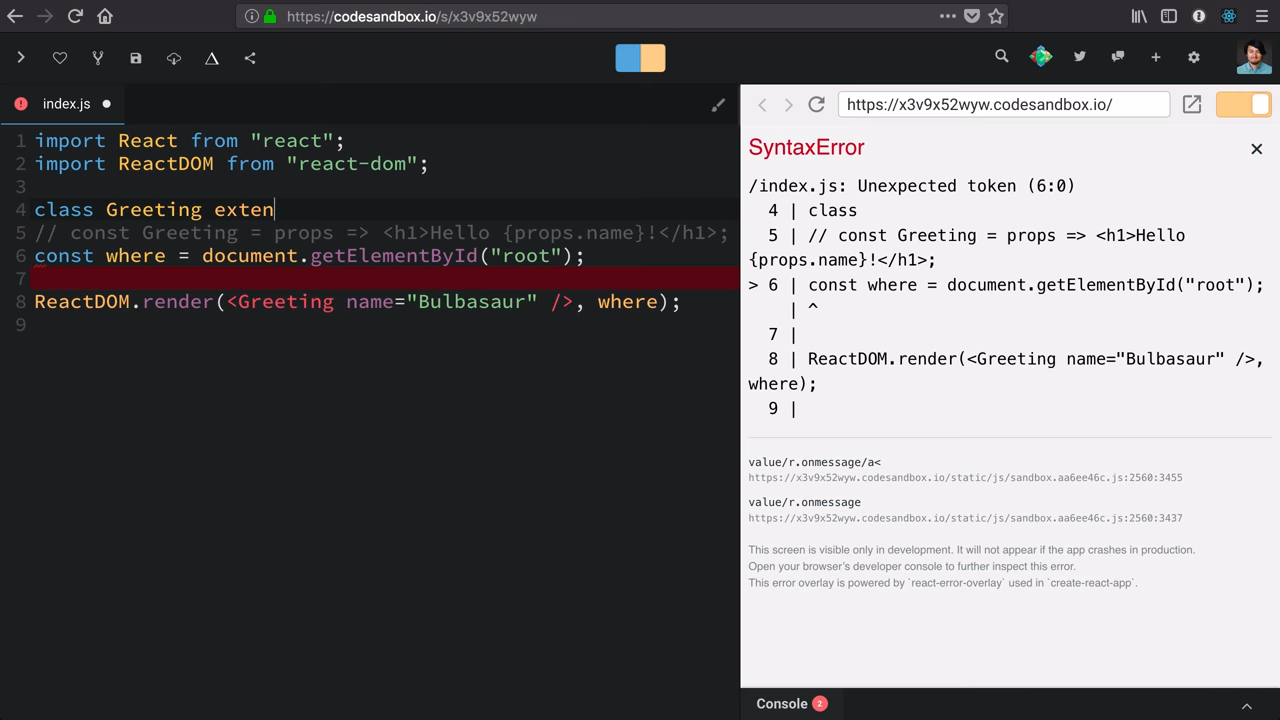 https://codesandbox.io/s/x3v9x52wyw
index.js
https://x3v9x52wyw.codesandbox.io/
1 import React from "react";
2 import ReactDOM from "react-dom";
3
4 class Greeting exten
5 // const Greeting = props => <h1>Hello {props.name}!</h1>;
6 const where = document.getElementById("root");
7
8 ReactDOM.render(<Greeting name="Bulbasaur" />, where);
9
SyntaxError
/index.js: Unexpected token (6:0)
4 | class
5 | // const Greeting = props => <h1>Hello
{props.name}!</h1>;
> 6 | const where = document.getElementById("root");
| ^
7 |
8 | ReactDOM.render(<Greeting name="Bulbasaur" />,
where);
9 |
value/r.onmessage/a<
https://x3v9x52wyw.codesandbox.io/static/js/sandbox.aa6ee46c.js:2560:3455
value/r.onmessage
https://x3v9x52wyw.codesandbox.io/static/js/sandbox.aa6ee46c.js:2560:3437
This screen is visible only in development. It will not appear if the app crashes in production.
Open your browser’s developer console to further inspect this error.
This error overlay is powered by `react-error-overlay` used in `create-react-app`.
Console 2